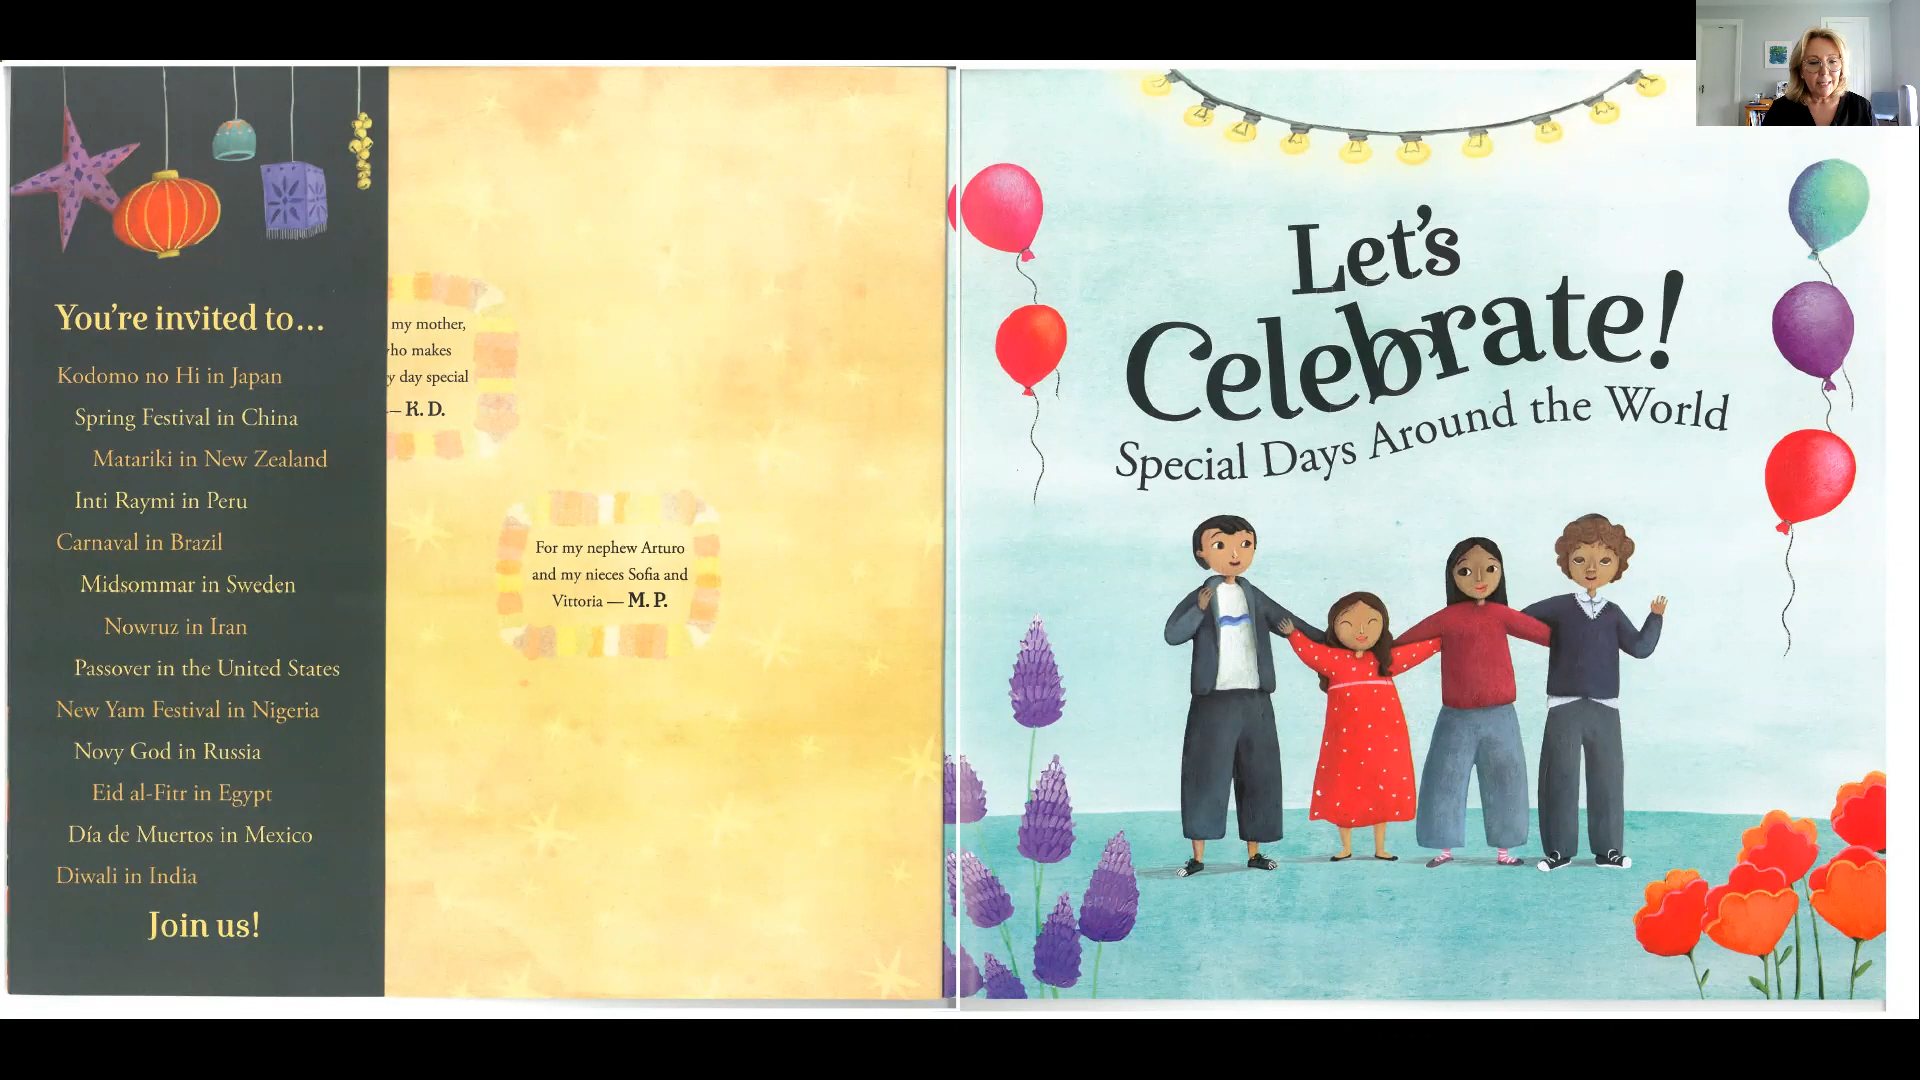 You're invited to...
Kodomo no Hi in Japan
Spring Festival in China
Matariki in New Zealand
Inti Raymi in Peru
Carnaval in Brazil
Midsommar in Sweden
Nowruz in Iran
Passover in the United States
New Yam Festival in Nigeria
Novy God in Russia
Eid al-Fitr in Egypt
Día de Muertos in Mexico
Diwali in India
Join us!
my mother,
makes
day special
— K. D.
For my nephew Arturo
and my nieces Sofia and
Vittoria — M. P.
Let's
Celebrate!
Special Days Around the World